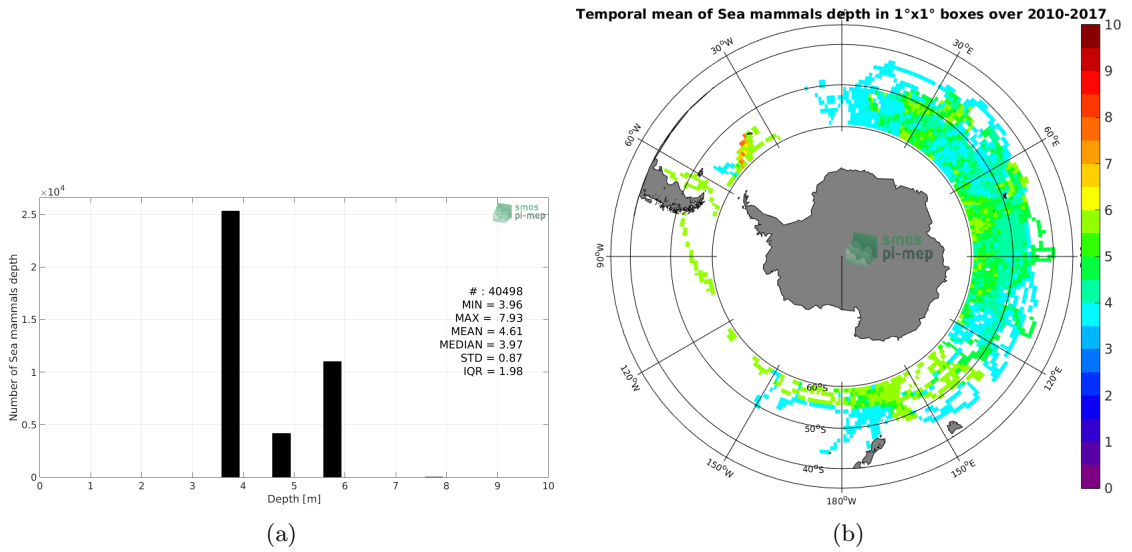 Temporal mean of Sea mammals depth in 1°x1° boxes over 2010-2017
×10⁴
2.5
2
1.5
1
0.5
0
Number of Sea mammals depth
smos
pi-mep
# : 40498
MIN = 3.96
MAX = 7.93
MEAN = 4.61
MEDIAN = 3.97
STD = 0.87
IQR = 1.98
0 1 2 3 4 5 6 7 8 9 10
Depth [m]
(a)
30°W
30°E
60°W
60°E
90°W
120°W
120°E
150°W
150°E
180°W
60°S
50°S
40°S
smos
pi-mep
10
9
8
7
6
5
4
3
2
1
0
(b)